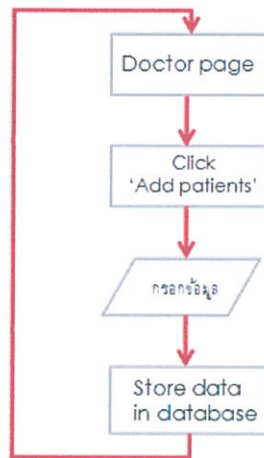 Doctor page
Click
'Add patients'
กรอกข้อมูล
Store data
in database